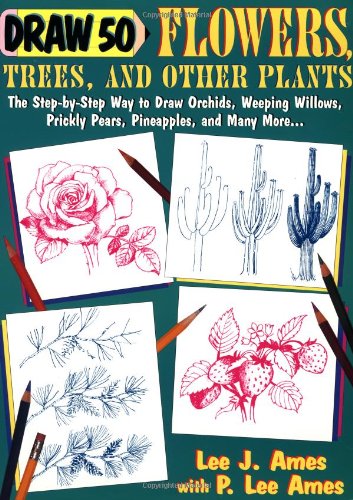 DRAW 50 FLOWERS,
TREES, AND OTHER PLANTS
The Step-by-Step Way to Draw Orchids, Weeping Willows,
Prickly Pears, Pineapples, and Many More...
Lee J. Ames
with P. Lee Ames